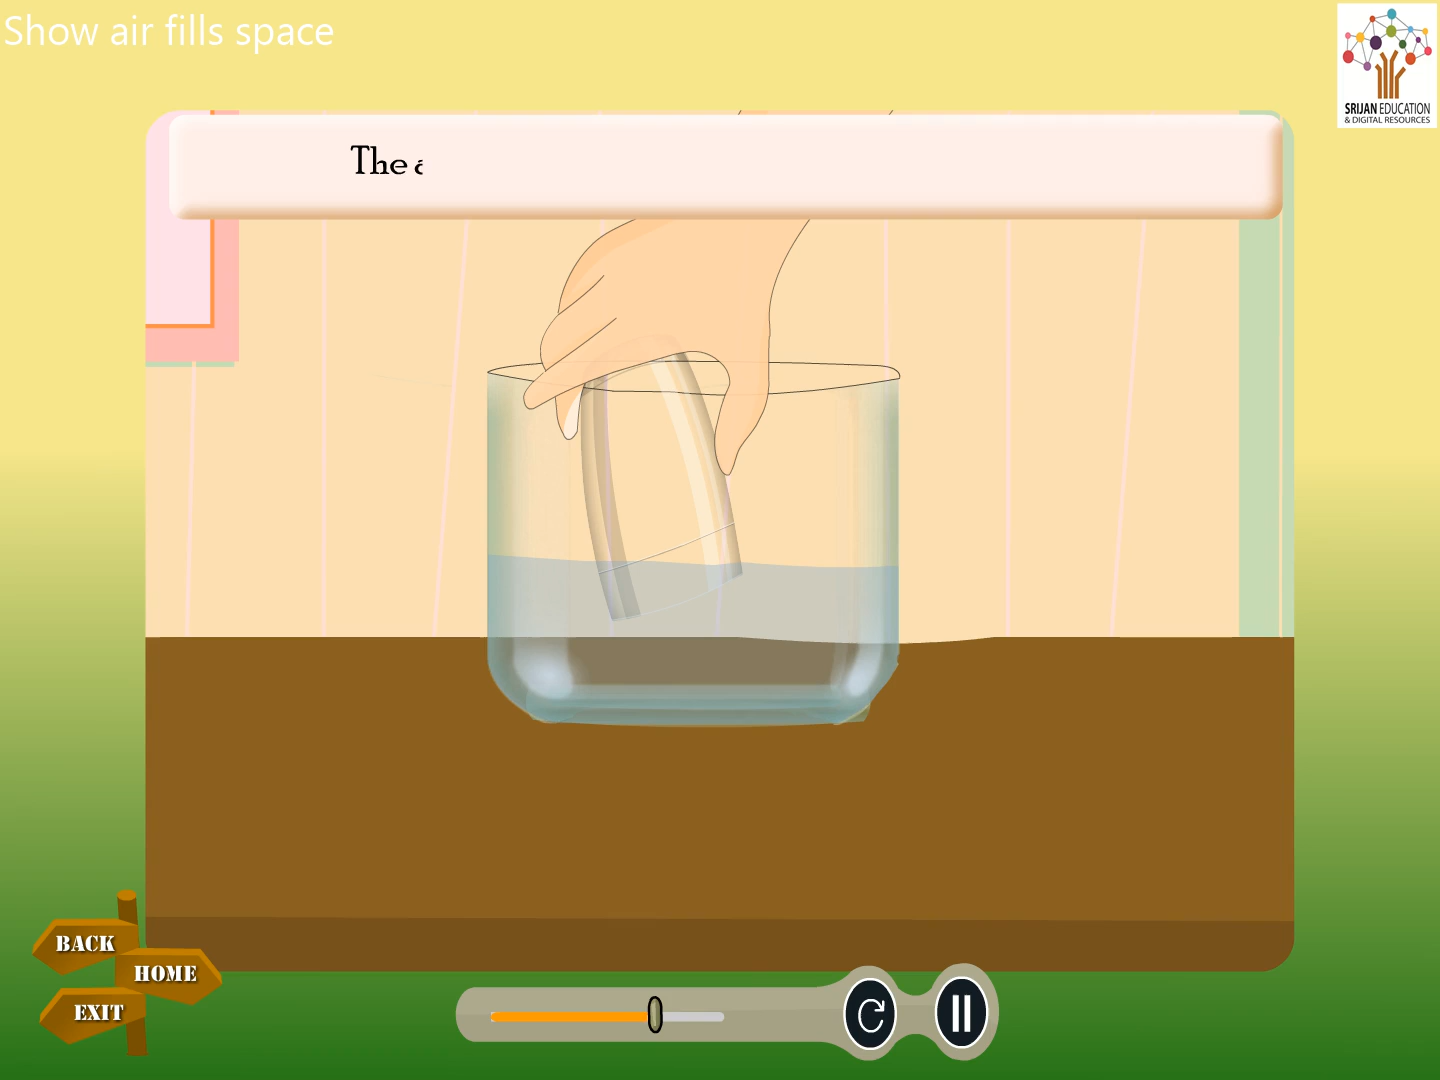 Show air fills space
SRIJAN EDUCATION
& DIGITAL RESOURCES
The
BACK
HOME
EXIT